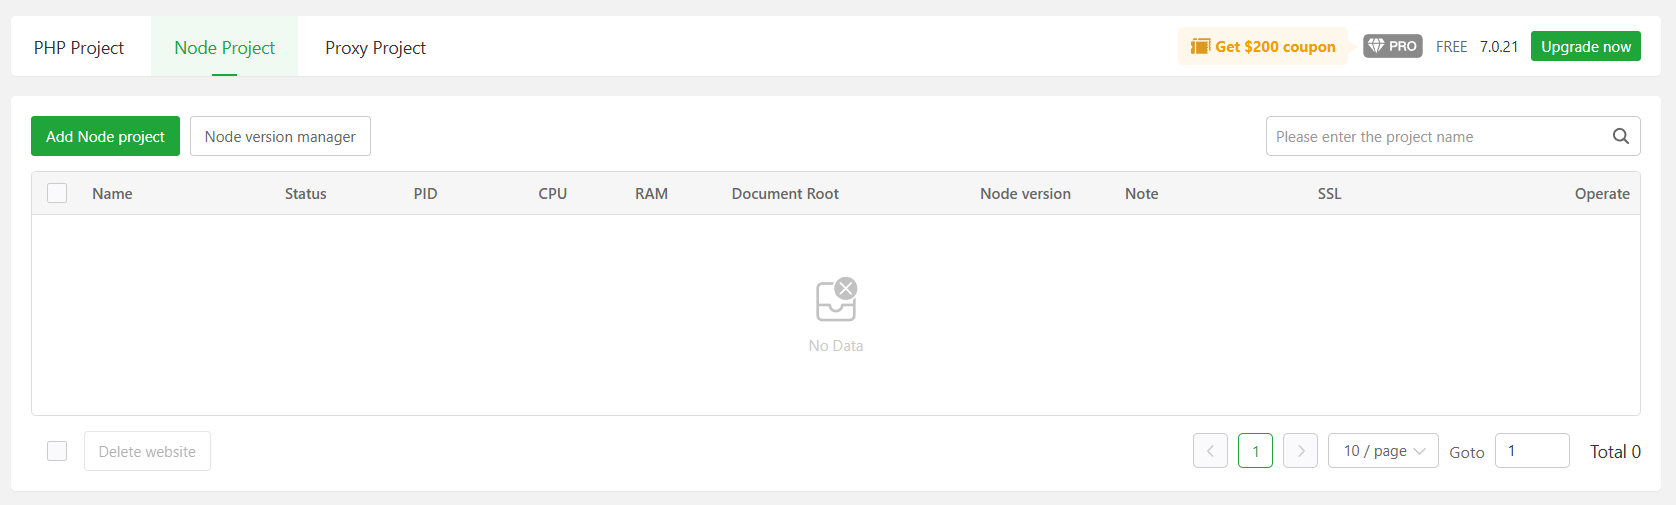 PHP Project Node Project Proxy Project Get $200 coupon PRO FREE 7.0.21 Upgrade now
Add Node project Node version manager Please enter the project name
Name Status PID CPU RAM Document Root Node version Note SSL Operate
No Data
Delete website 1 10 / page Goto 1 Total 0